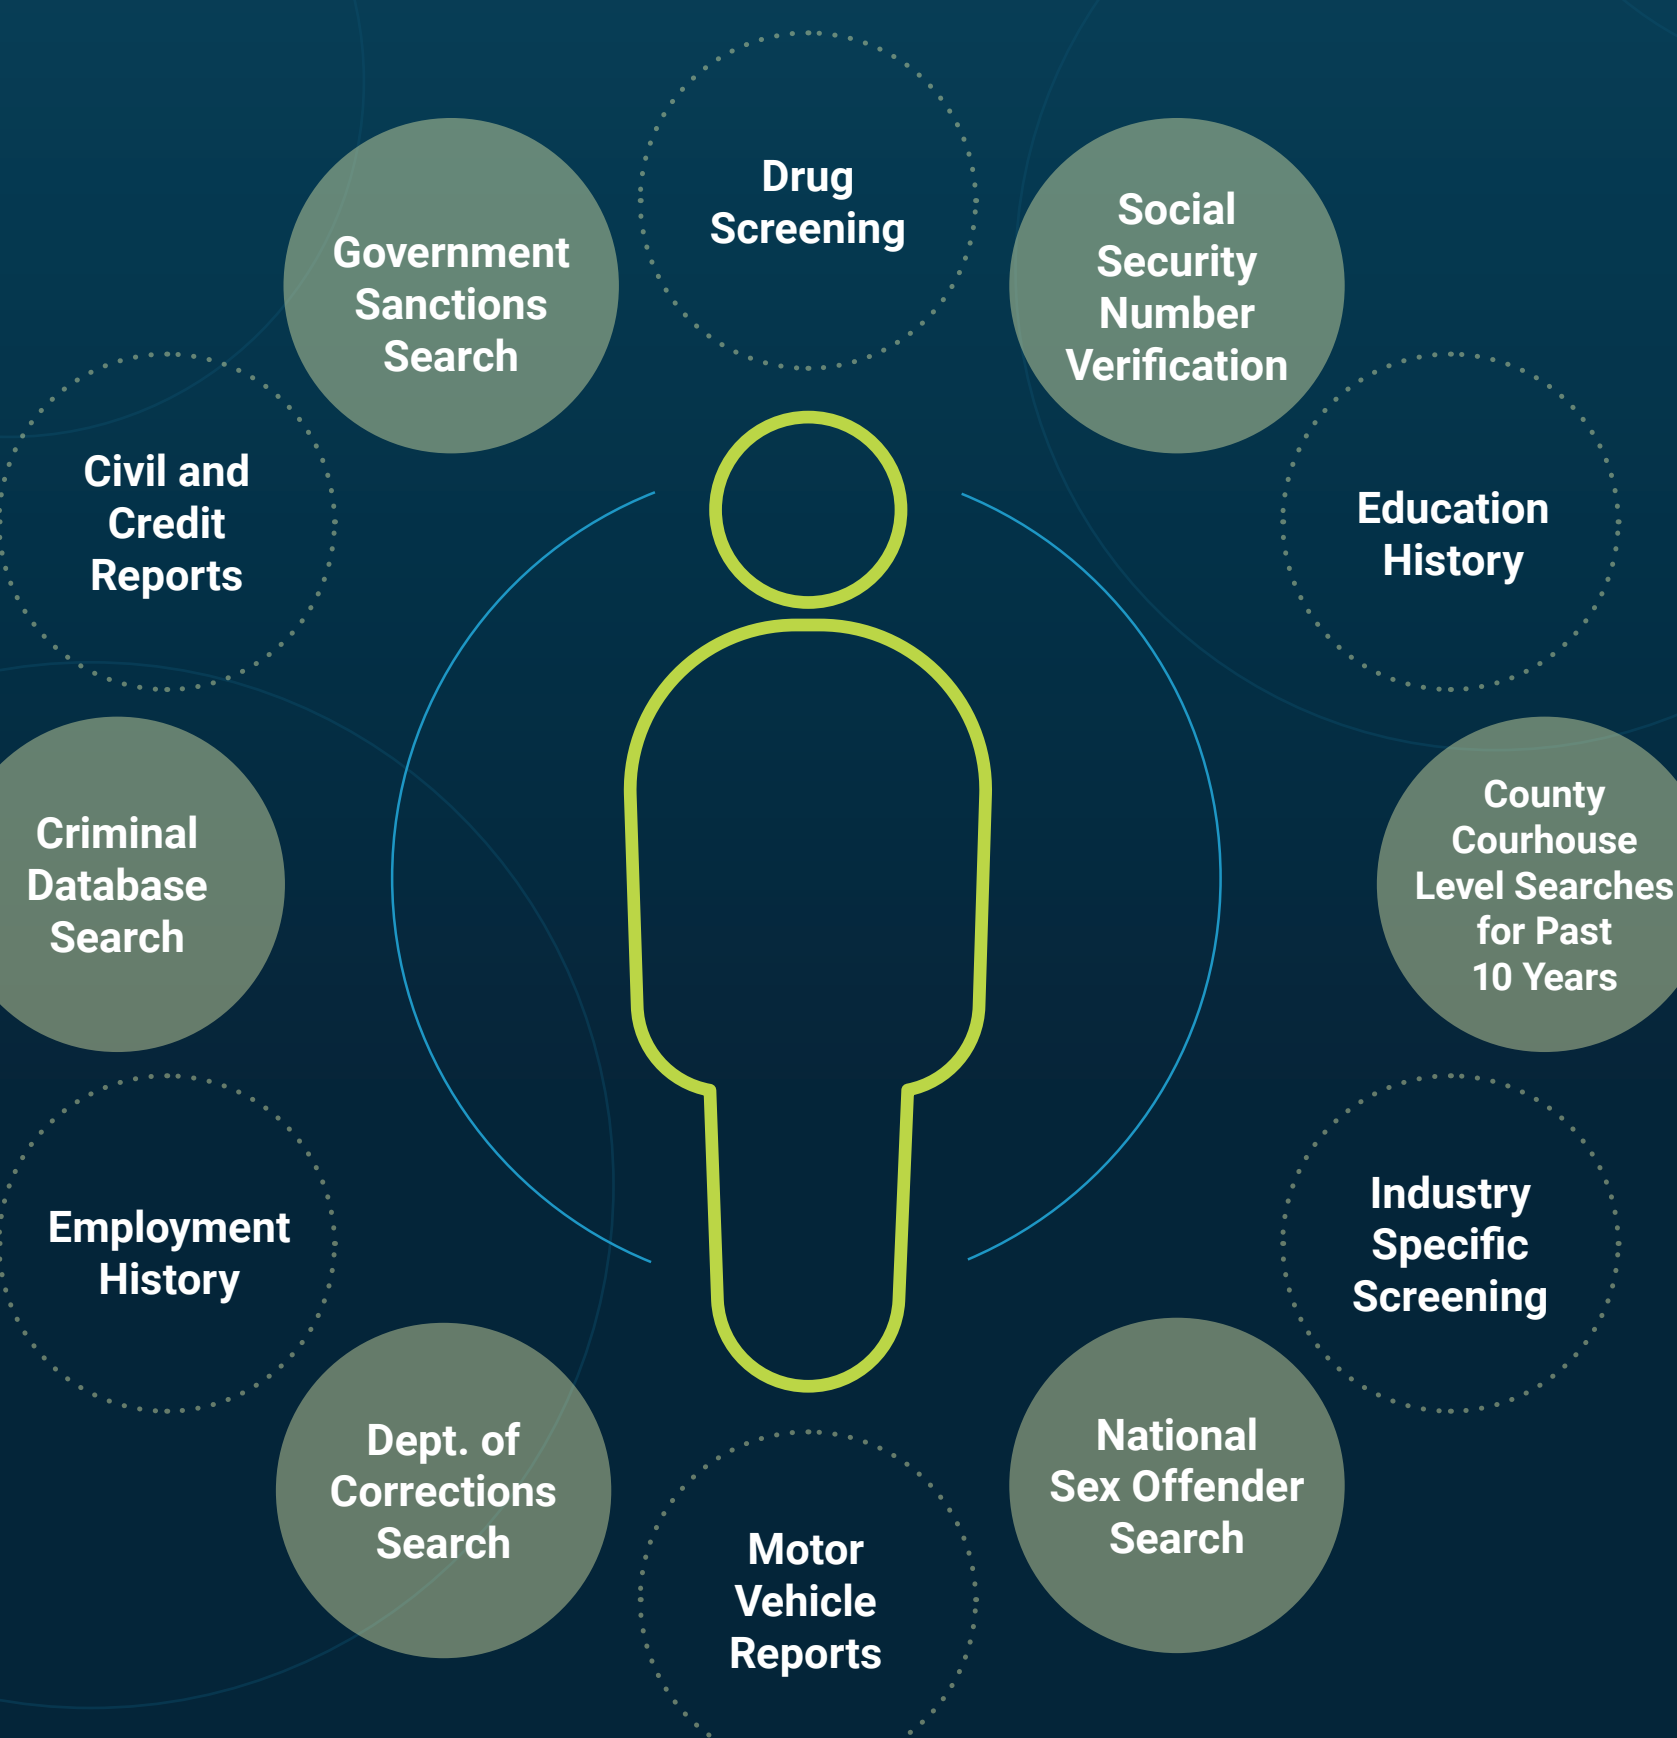 Drug
Screening
Social
Security
Number
Verification
Education
History
County
Courhouse
Level Searches
for Past
10 Years
Industry
Specific
Screening
National
Sex Offender
Search
Motor
Vehicle
Reports
Dept. of
Corrections
Search
Employment
History
Criminal
Database
Search
Civil and
Credit
Reports
Government
Sanctions
Search